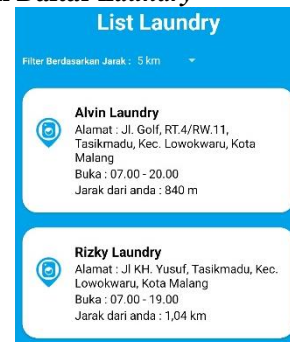 List Laundry
Filter Berdasarkan Jarak : 5 km
Alvin Laundry
Alamat : Jl. Golf, RT.4/RW.11,
Tasikmadu, Kec. Lowokwaru, Kota
Malang
Buka : 07.00 - 20.00
Jarak dari anda : 840 m
Rizky Laundry
Alamat : Jl KH. Yusuf, Tasikmadu, Kec.
Lowokwaru, Kota Malang
Buka : 07.00 - 19.00
Jarak dari anda : 1,04 km